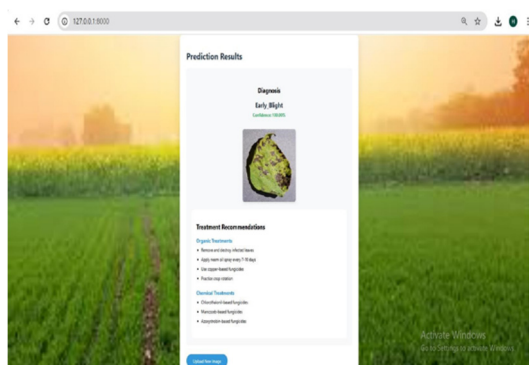 127.0.0.1:8000
Prediction Results
Diagnosis
Early_Blight
Confidence: 100.00%
Treatment Recommendations
Organic Treatments
Remove and destroy infected leaves
Apply neem oil spray every 7-10 days
Use copper-based fungicides
Practice crop rotation
Chemical Treatments
Chlorothalonil-based fungicides
Mancozeb-based fungicides
Azoxystrobin-based fungicides
Upload New Image
Activate Windows
Go to Settings to activate Windows.